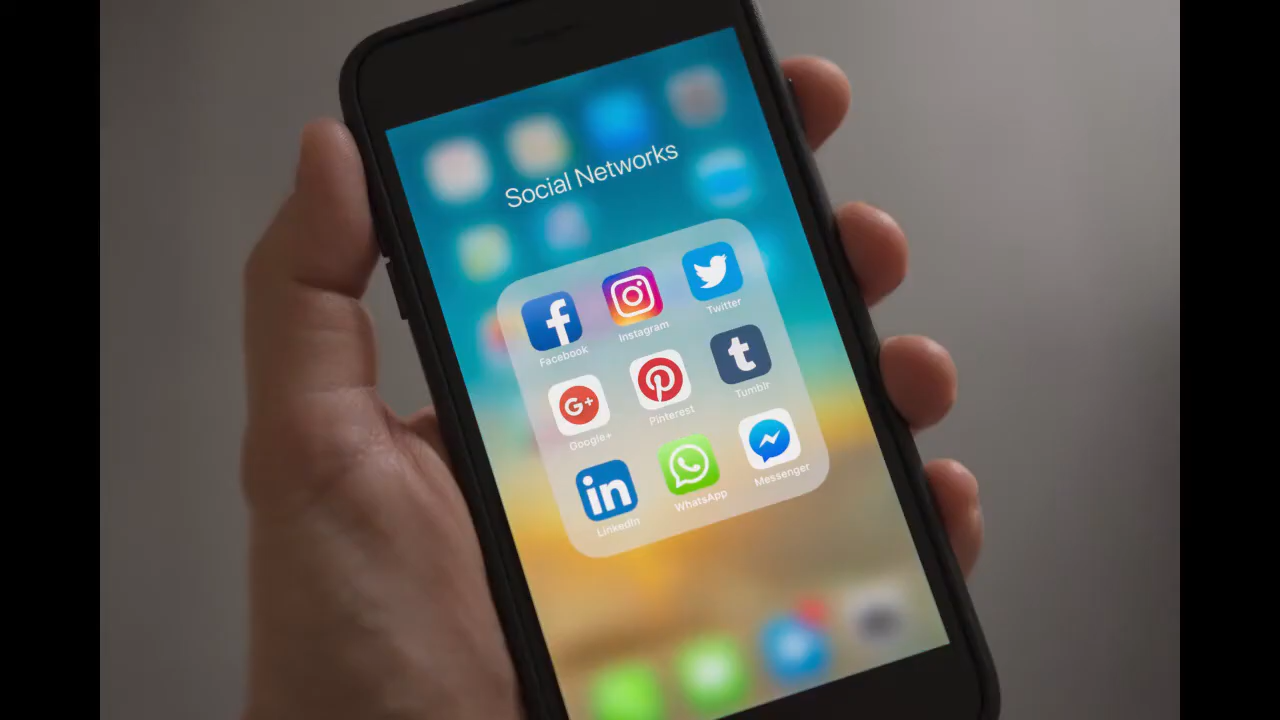 Social Networks
Facebook
Instagram
Twitter
Google+
Pinterest
Tumblr
LinkedIn
WhatsApp
Messenger